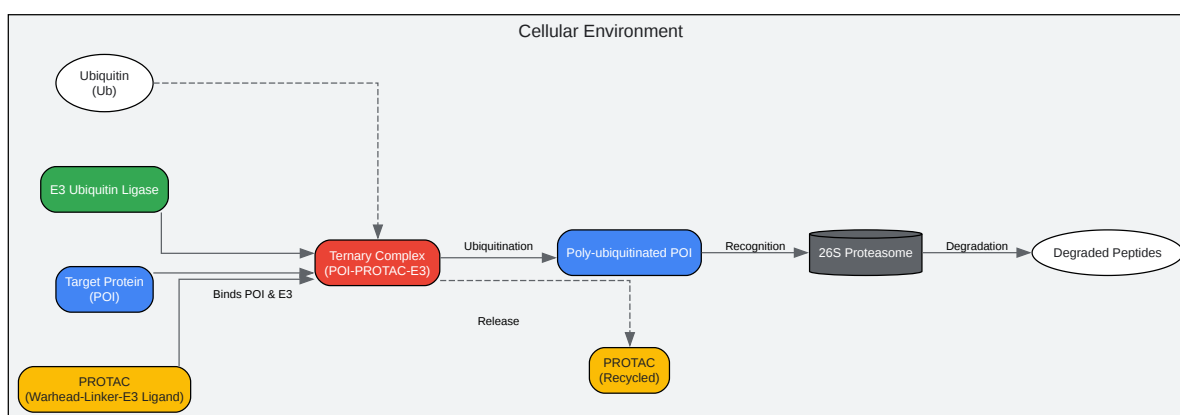 Cellular Environment
Ubiquitin
(Ub)
E3 Ubiquitin Ligase
Target Protein
(POI)
PROTAC
(Warhead-Linker-E3 Ligand)
Binds POI & E3
Ternary Complex
(POI-PROTAC-E3)
Ubiquitination
Poly-ubiquitinated POI
Recognition
26S Proteasome
Degradation
Degraded Peptides
Release
PROTAC
(Recycled)